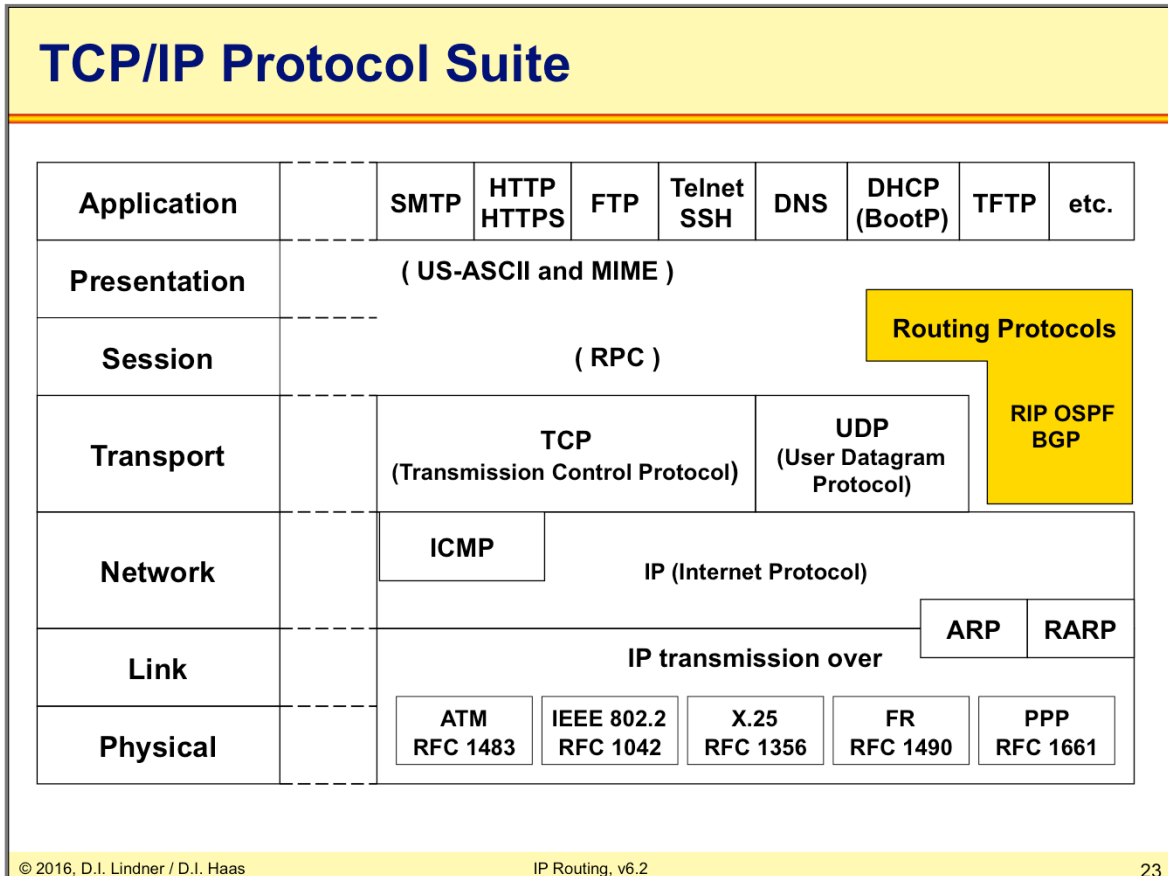 TCP/IP Protocol Suite
Application
SMTP
HTTP
HTTPS
FTP
Telnet
SSH
DNS
DHCP
(BootP)
TFTP
etc.
Presentation
( US-ASCII and MIME )
Session
( RPC )
Routing Protocols
RIP OSPF
BGP
Transport
TCP
(Transmission Control Protocol)
UDP
(User Datagram
Protocol)
Network
ICMP
IP (Internet Protocol)
ARP
RARP
Link
IP transmission over
Physical
ATM
RFC 1483
IEEE 802.2
RFC 1042
X.25
RFC 1356
FR
RFC 1490
PPP
RFC 1661
© 2016, D.I. Lindner / D.I. Haas
IP Routing, v6.2
23